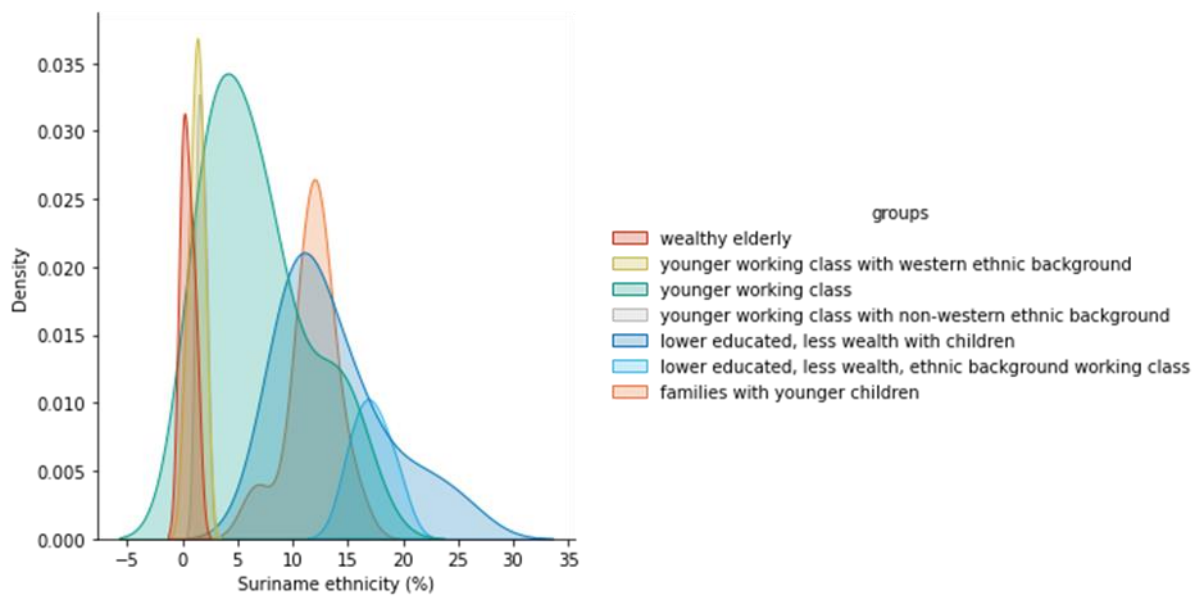 0.035
0.030
0.025
0.020
0.015
0.010
0.005
0.000
Density
−5 0 5 10 15 20 25 30 35
Suriname ethnicity (%)
groups
wealthy elderly
younger working class with western ethnic background
younger working class
younger working class with non-western ethnic background
lower educated, less wealth with children
lower educated, less wealth, ethnic background working class
families with younger children